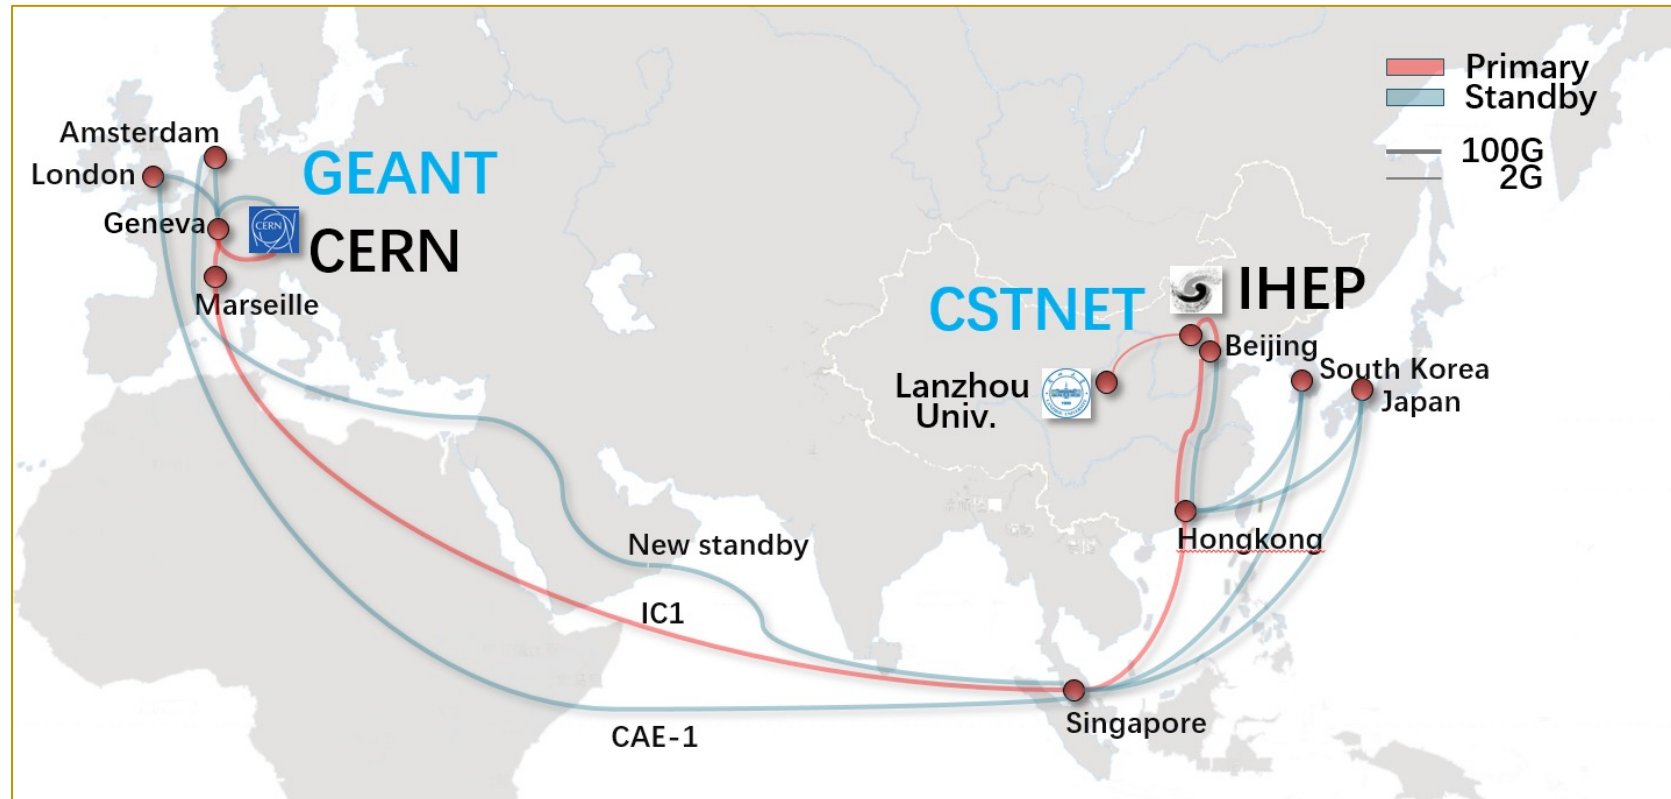 Primary
Standby
100G
2G
Amsterdam
London
GEANT
Geneva
CERN
CERN
Marseille
CSTNET
IHEP
Beijing
South Korea
Japan
Lanzhou
Univ.
New standby
Hongkong
IC1
Singapore
CAE-1